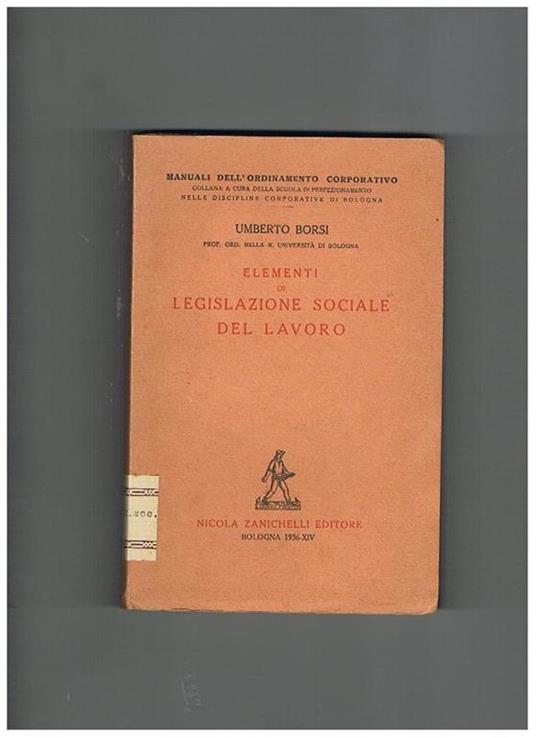 MANUALI DELL'ORDINAMENTO CORPORATIVO
COLLANA A CURA DELLA SCUOLA DI PERFEZIONAMENTO
NELLE DISCIPLINE CORPORATIVE DI BOLOGNA
UMBERTO BORSI
PROF. ORD. NELLA R. UNIVERSITÀ DI BOLOGNA
ELEMENTI
DI
LEGISLAZIONE SOCIALE
DEL LAVORO
NICOLA ZANICHELLI EDITORE
BOLOGNA 1936-XIV